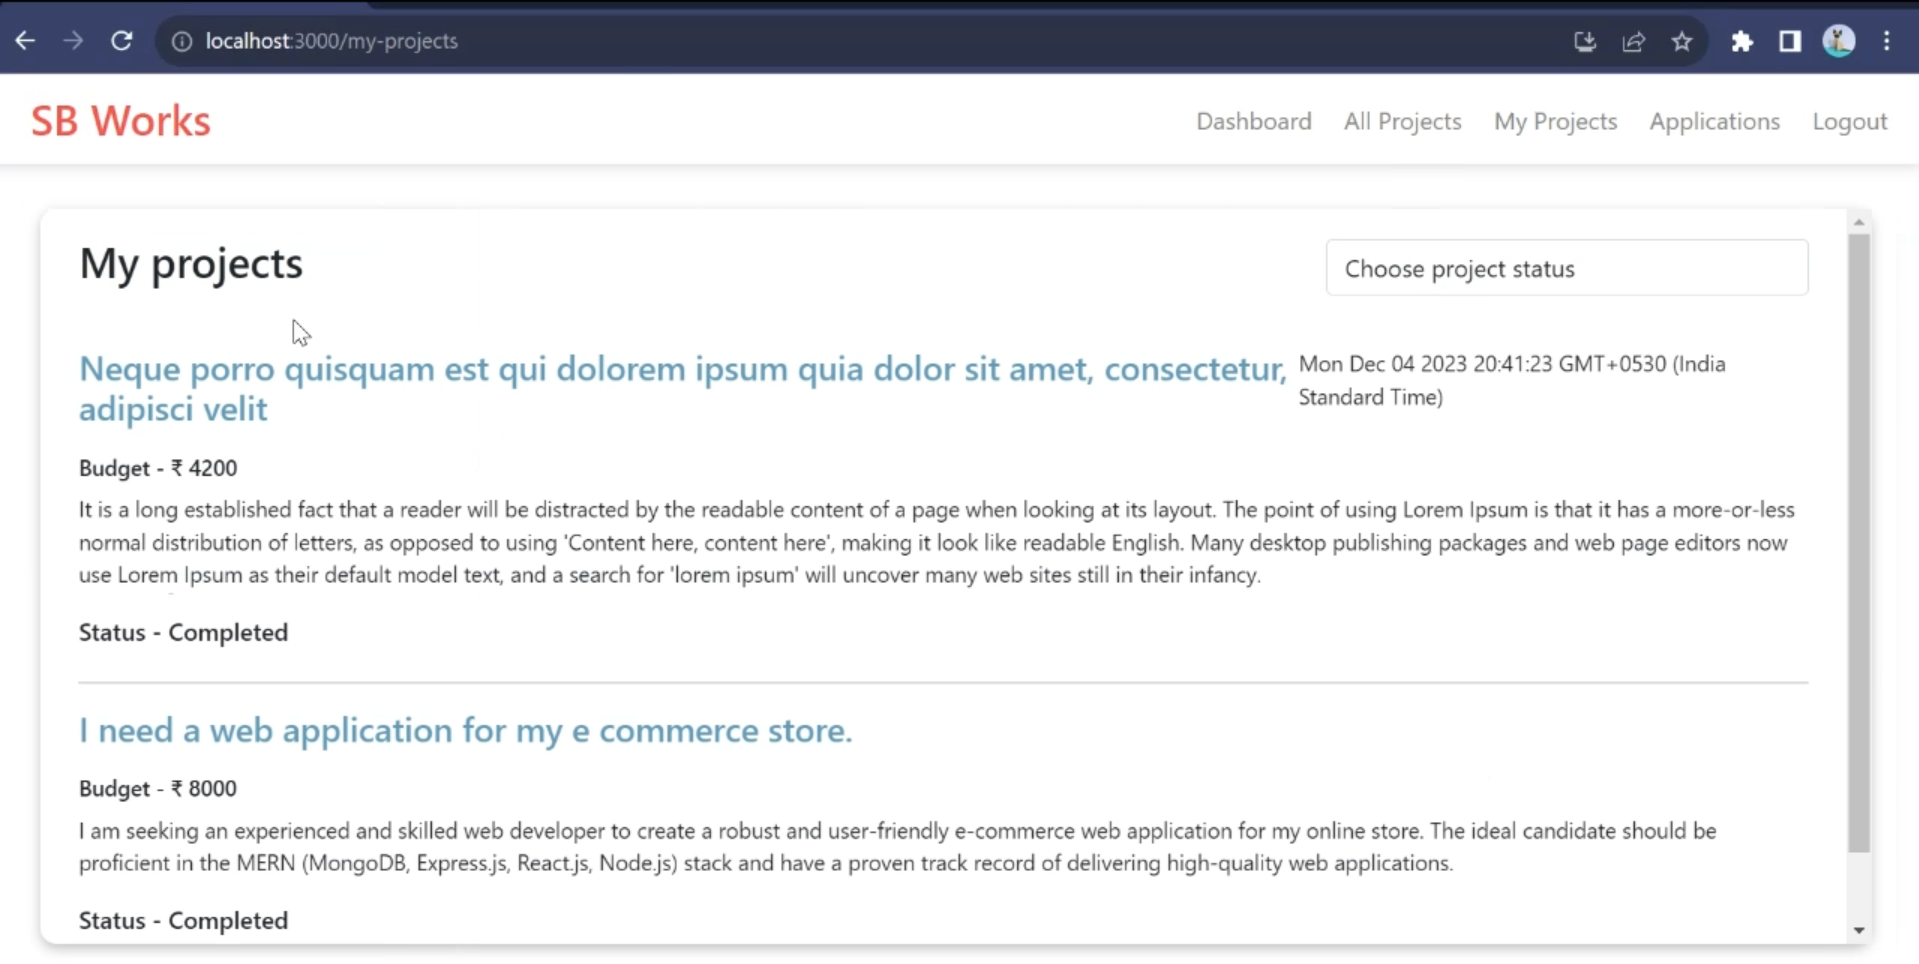 localhost:3000/my-projects
SB Works
Dashboard All Projects My Projects Applications Logout
My projects
Choose project status
Neque porro quisquam est qui dolorem ipsum quia dolor sit amet, consectetur,
adipisci velit
Mon Dec 04 2023 20:41:23 GMT+0530 (India
Standard Time)
Budget - ₹ 4200
It is a long established fact that a reader will be distracted by the readable content of a page when looking at its layout. The point of using Lorem Ipsum is that it has a more-or-less
normal distribution of letters, as opposed to using 'Content here, content here', making it look like readable English. Many desktop publishing packages and web page editors now
use Lorem Ipsum as their default model text, and a search for 'lorem ipsum' will uncover many web sites still in their infancy.
Status - Completed
I need a web application for my e commerce store.
Budget - ₹ 8000
I am seeking an experienced and skilled web developer to create a robust and user-friendly e-commerce web application for my online store. The ideal candidate should be
proficient in the MERN (MongoDB, Express.js, React.js, Node.js) stack and have a proven track record of delivering high-quality web applications.
Status - Completed